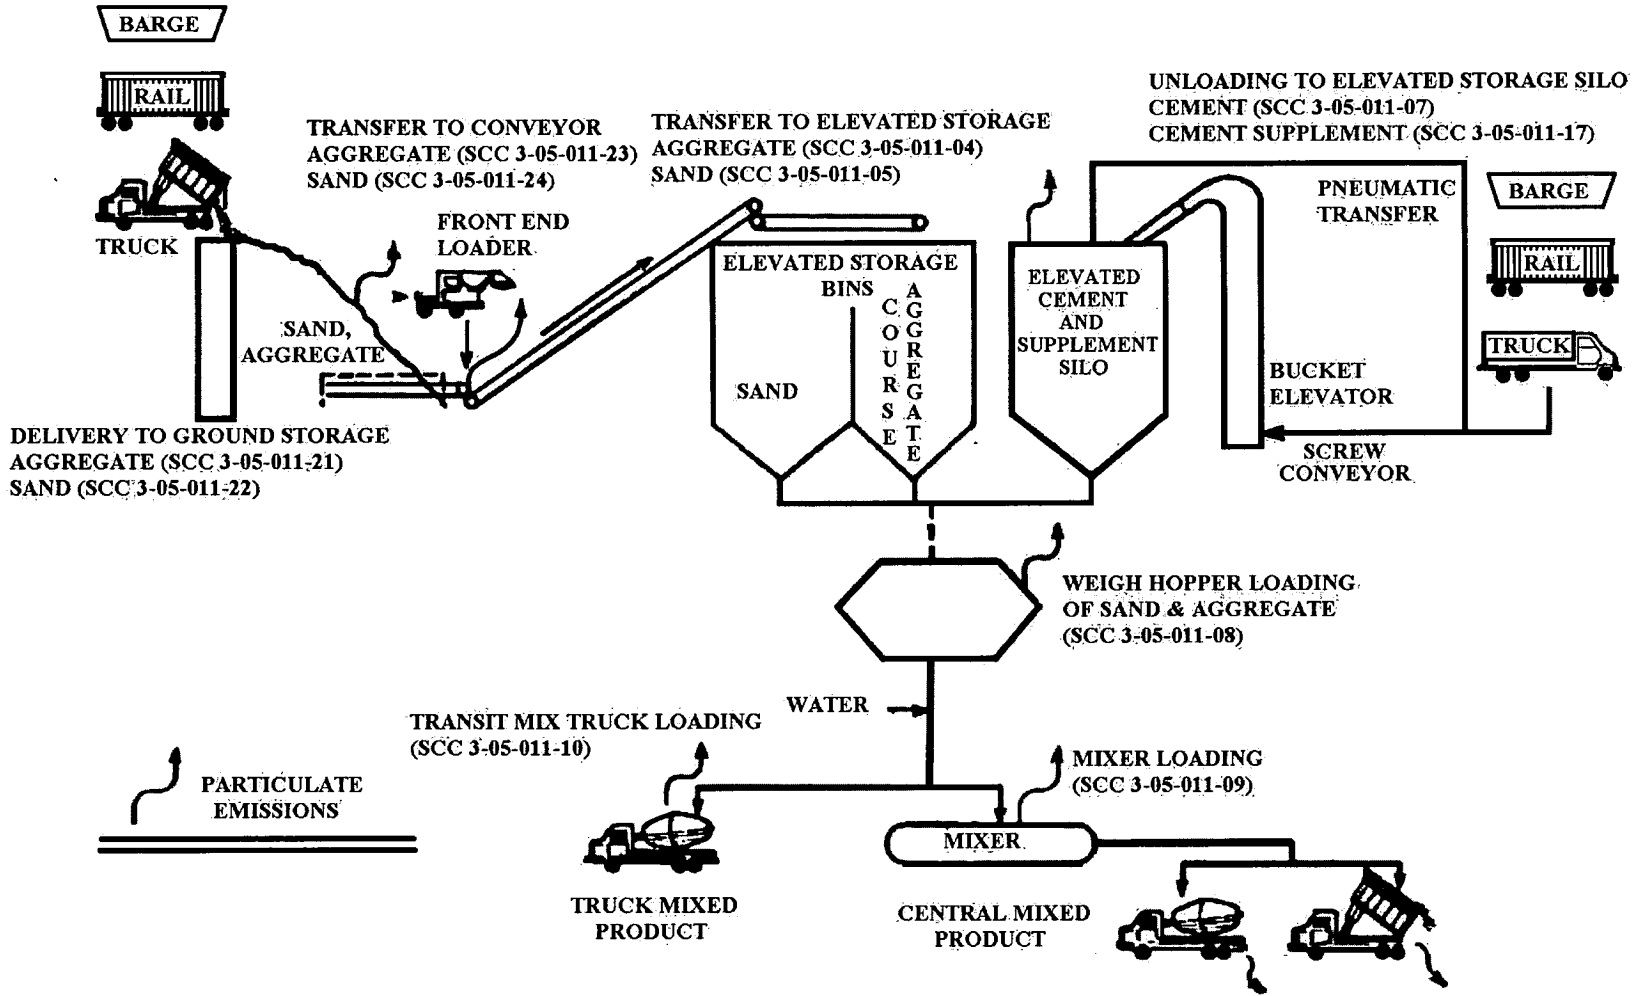 BARGE
RAIL
TRUCK
TRANSFER TO CONVEYOR
AGGREGATE (SCC 3-05-011-23)
SAND (SCC 3-05-011-24)
TRANSFER TO ELEVATED STORAGE
AGGREGATE (SCC 3-05-011-04)
SAND (SCC 3-05-011-05)
UNLOADING TO ELEVATED STORAGE SILO
CEMENT (SCC 3-05-011-07)
CEMENT SUPPLEMENT (SCC 3-05-011-17)
PNEUMATIC
TRANSFER
BARGE
RAIL
TRUCK
FRONT END
LOADER
SAND,
AGGREGATE
ELEVATED STORAGE
BINS
SAND
COURSE
AGGREGATE
ELEVATED
CEMENT
AND
SUPPLEMENT
SILO
BUCKET
ELEVATOR
SCREW
CONVEYOR
DELIVERY TO GROUND STORAGE
AGGREGATE (SCC 3-05-011-21)
SAND (SCC 3-05-011-22)
WEIGH HOPPER LOADING
OF SAND & AGGREGATE
(SCC 3-05-011-08)
WATER
TRANSIT MIX TRUCK LOADING
(SCC 3-05-011-10)
MIXER LOADING
(SCC 3-05-011-09)
PARTICULATE
EMISSIONS
MIXER
TRUCK MIXED
PRODUCT
CENTRAL MIXED
PRODUCT